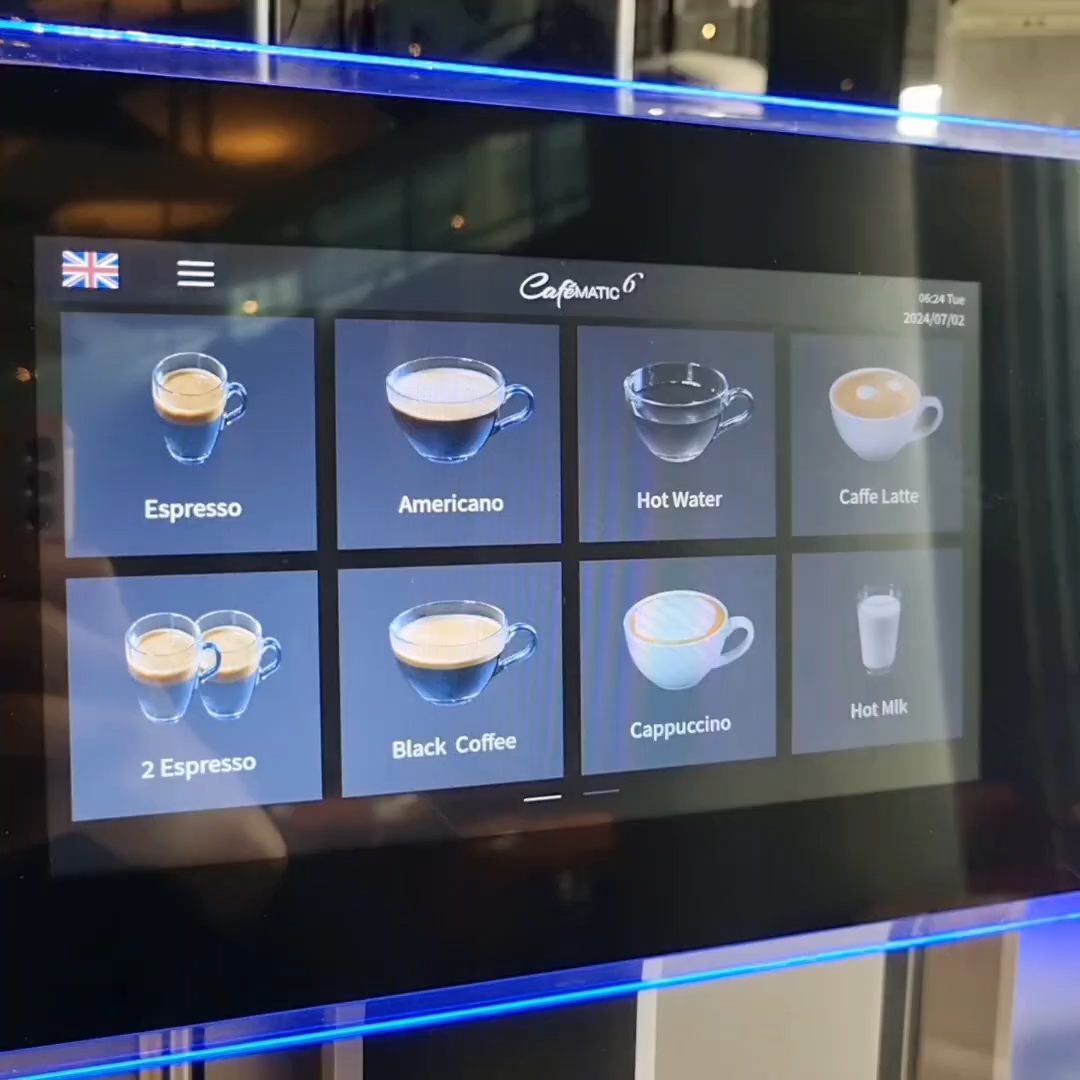 CaféMATIC 6
06:24 Tue
2024/07/02
Espresso
Americano
Hot Water
Caffe Latte
2 Espresso
Black Coffee
Cappuccino
Hot Mlk